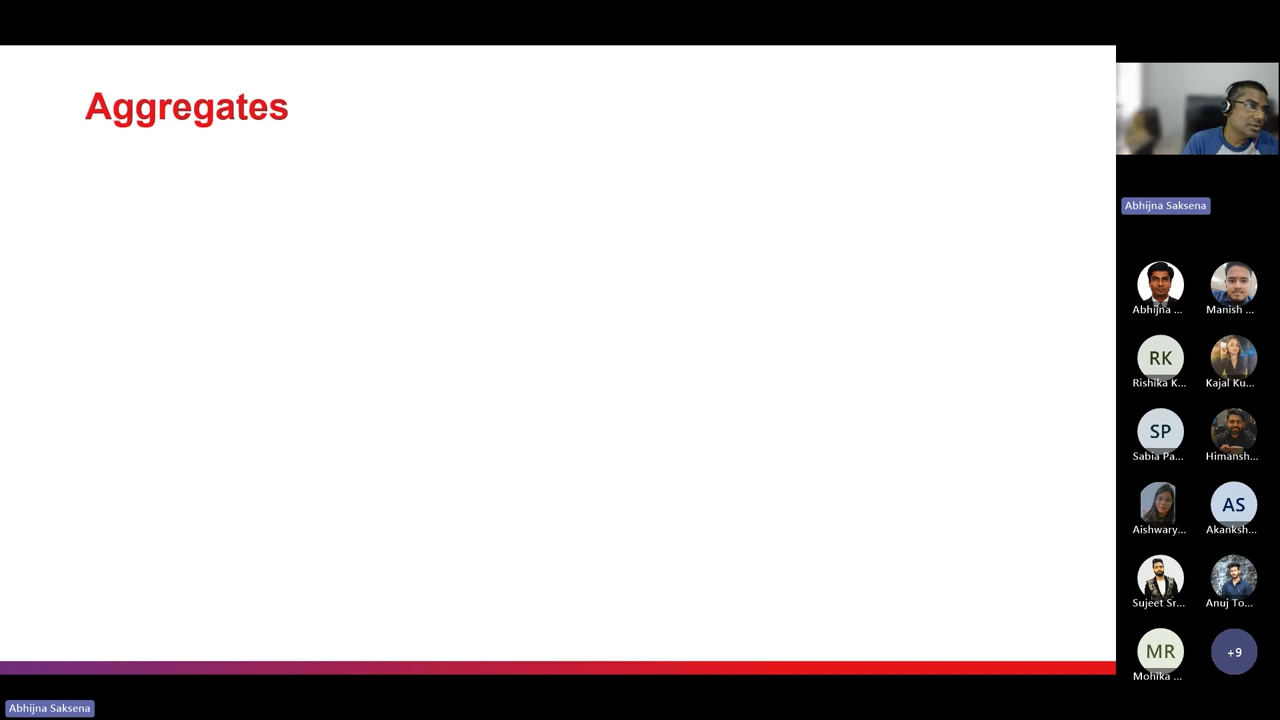 Aggregates
Abhijna Saksena
Abhijna ...
Manish ...
RK
Rishika K...
Kajal Ku...
SP
Sabia Pa...
Himansh...
Aishwary...
AS
Akanksh...
Sujeet Sr...
Anuj To...
MR
Mohika ...
+9
Abhijna Saksena